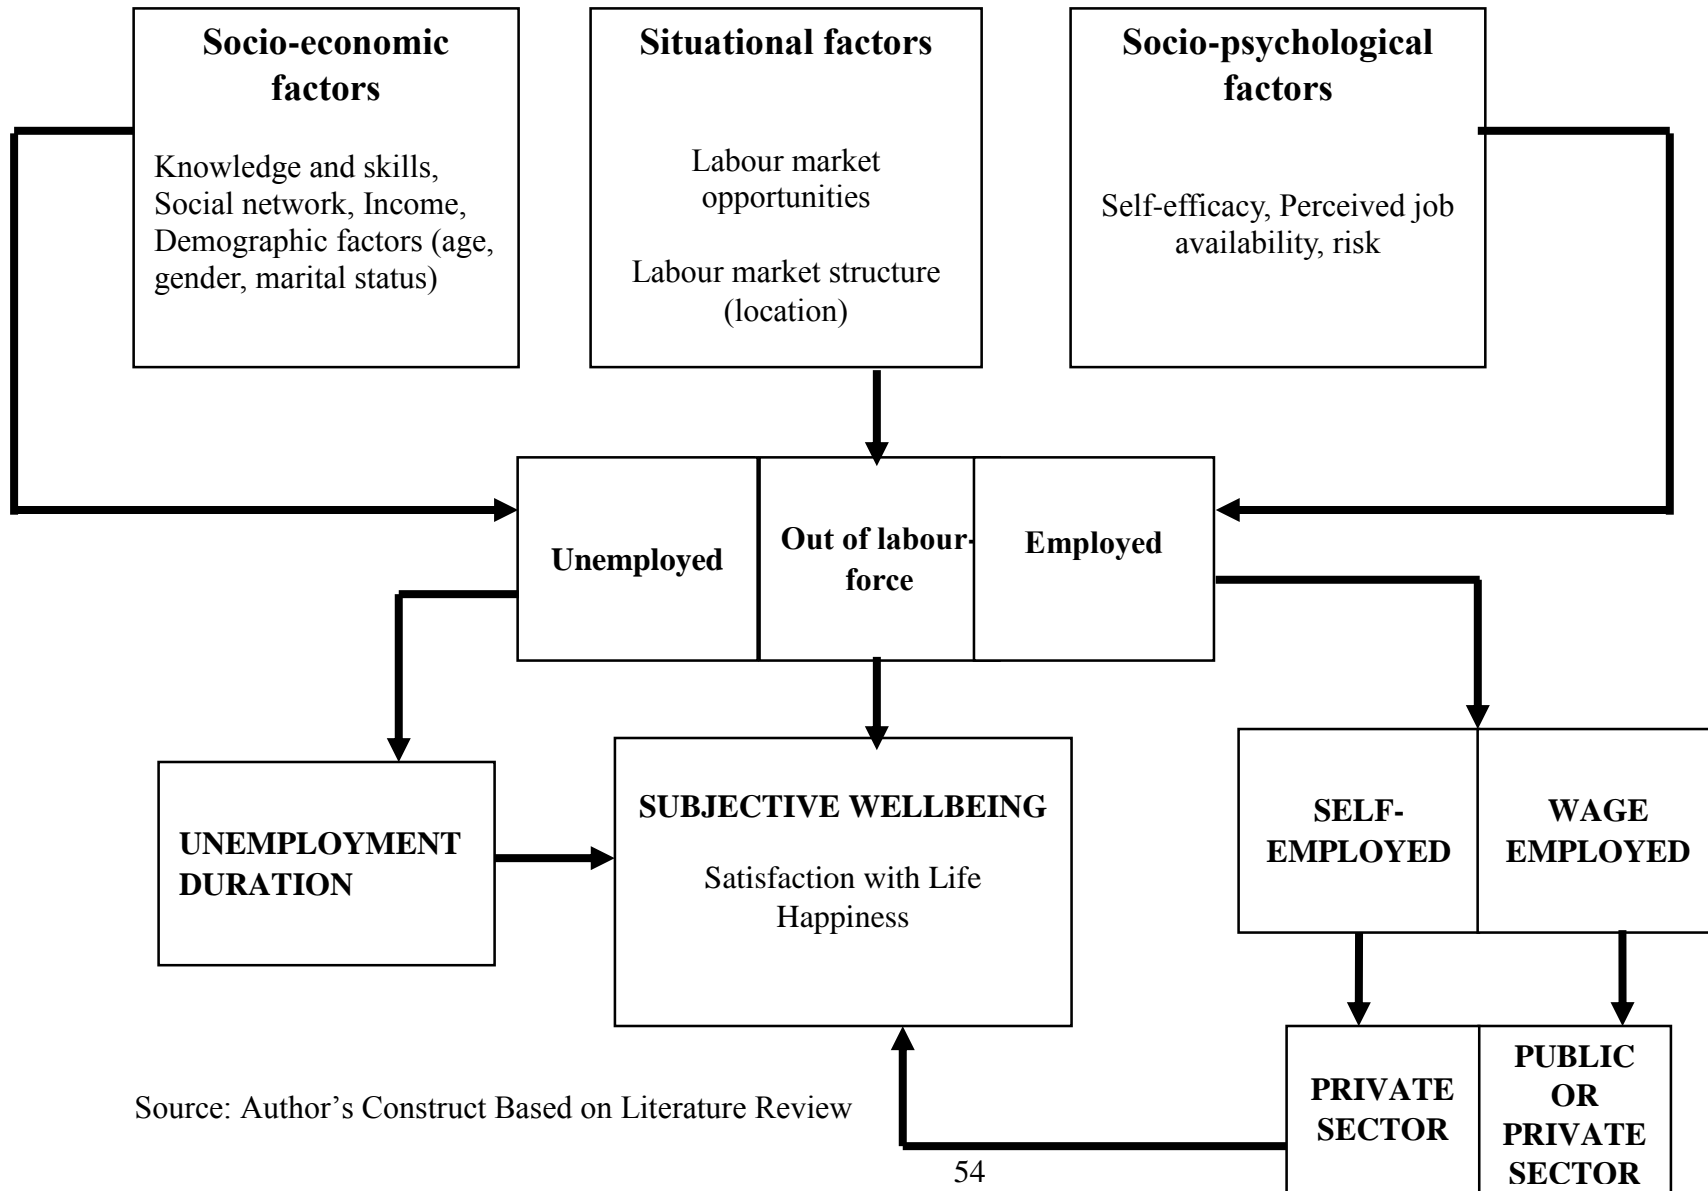 Socio-economic
factors
Knowledge and skills,
Social network, Income,
Demographic factors (age,
gender, marital status)
Situational factors
Labour market
opportunities
Labour market structure
(location)
Socio-psychological
factors
Self-efficacy, Perceived job
availability, risk
Unemployed
Out of labour-
force
Employed
UNEMPLOYMENT
DURATION
SUBJECTIVE WELLBEING
Satisfaction with Life
Happiness
SELF-
EMPLOYED
WAGE
EMPLOYED
PRIVATE
SECTOR
PUBLIC
OR
PRIVATE
SECTOR
Source: Author’s Construct Based on Literature Review
54